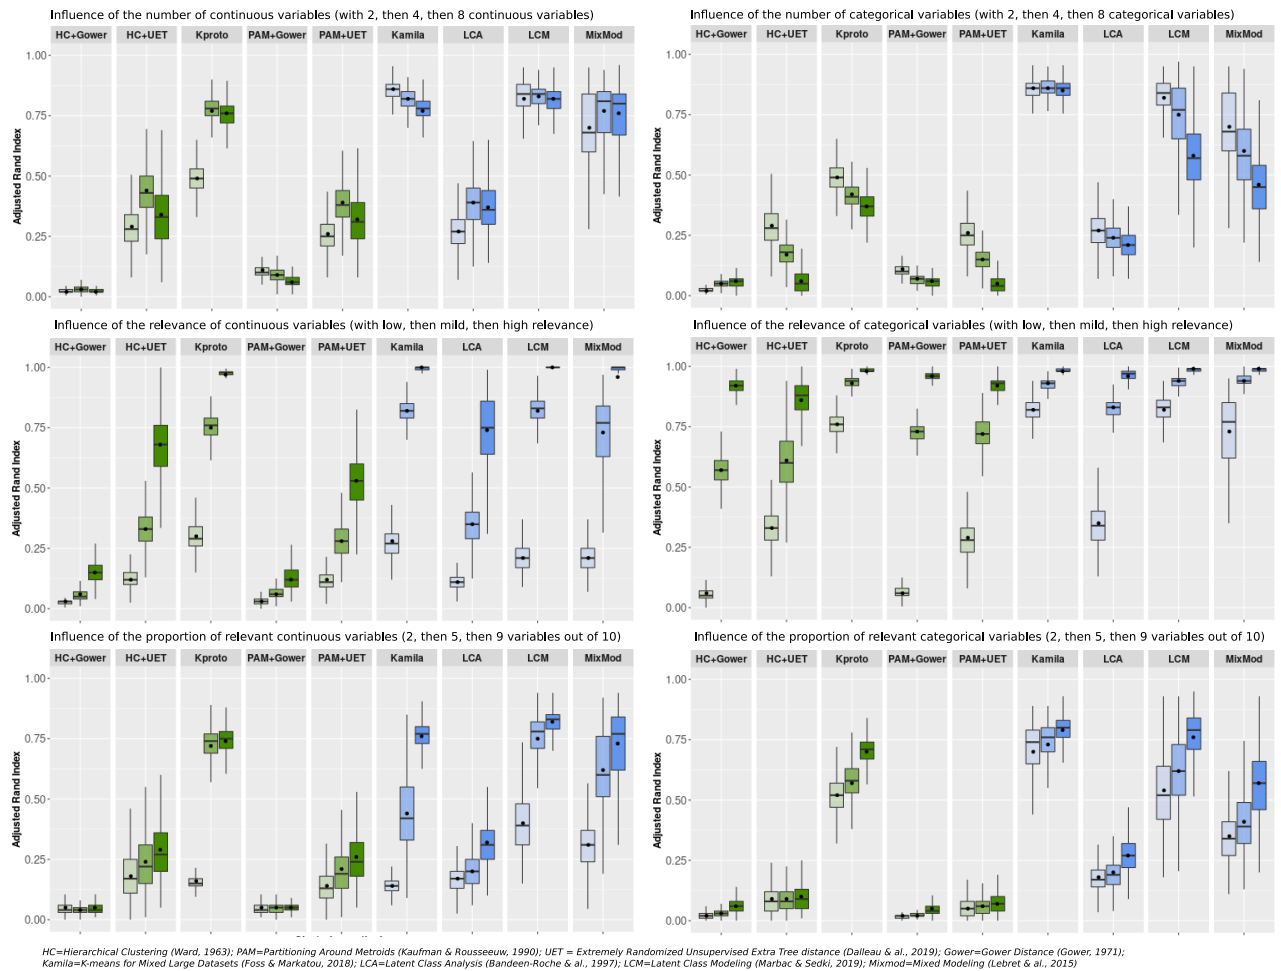 Influence of the number of continuous variables (with 2, then 4, then 8 continuous variables)
HC+Gower HC+UET Kproto PAM+Gower PAM+UET Kamila LCA LCM MixMod
1.00
0.75
0.50
0.25
0.00
Adjusted Rand Index
Influence of the number of categorical variables (with 2, then 4, then 8 categorical variables)
HC+Gower HC+UET Kproto PAM+Gower PAM+UET Kamila LCA LCM MixMod
1.00
0.75
0.50
0.25
0.00
Adjusted Rand Index
Influence of the relevance of continuous variables (with low, then mild, then high relevance)
HC+Gower HC+UET Kproto PAM+Gower PAM+UET Kamila LCA LCM MixMod
1.00
0.75
0.50
0.25
0.00
Adjusted Rand Index
Influence of the relevance of categorical variables (with low, then mild, then high relevance)
HC+Gower HC+UET Kproto PAM+Gower PAM+UET Kamila LCA LCM MixMod
1.00
0.75
0.50
0.25
0.00
Adjusted Rand Index
Influence of the proportion of relevant continuous variables (2, then 5, then 9 variables out of 10)
HC+Gower HC+UET Kproto PAM+Gower PAM+UET Kamila LCA LCM MixMod
1.00
0.75
0.50
0.25
0.00
Adjusted Rand Index
Influence of the proportion of relevant categorical variables (2, then 5, then 9 variables out of 10)
HC+Gower HC+UET Kproto PAM+Gower PAM+UET Kamila LCA LCM MixMod
1.00
0.75
0.50
0.25
0.00
Adjusted Rand Index
HC=Hierarchical Clustering (Ward, 1963); PAM=Partitioning Around Metroids (Kaufman & Rousseeuw, 1990); UET = Extremely Randomized Unsupervised Extra Tree distance (Dalleau & al., 2019); Gower=Gower Distance (Gower, 1971);
Kamila=K-means for Mixed Large Datasets (Foss & Markatou, 2018); LCA=Latent Class Analysis (Bandeen-Roche & al., 1997); LCM=Latent Class Modeling (Marbac & Sedki, 2019); Mixmod=Mixed Modeling (Lebret & al., 2015)